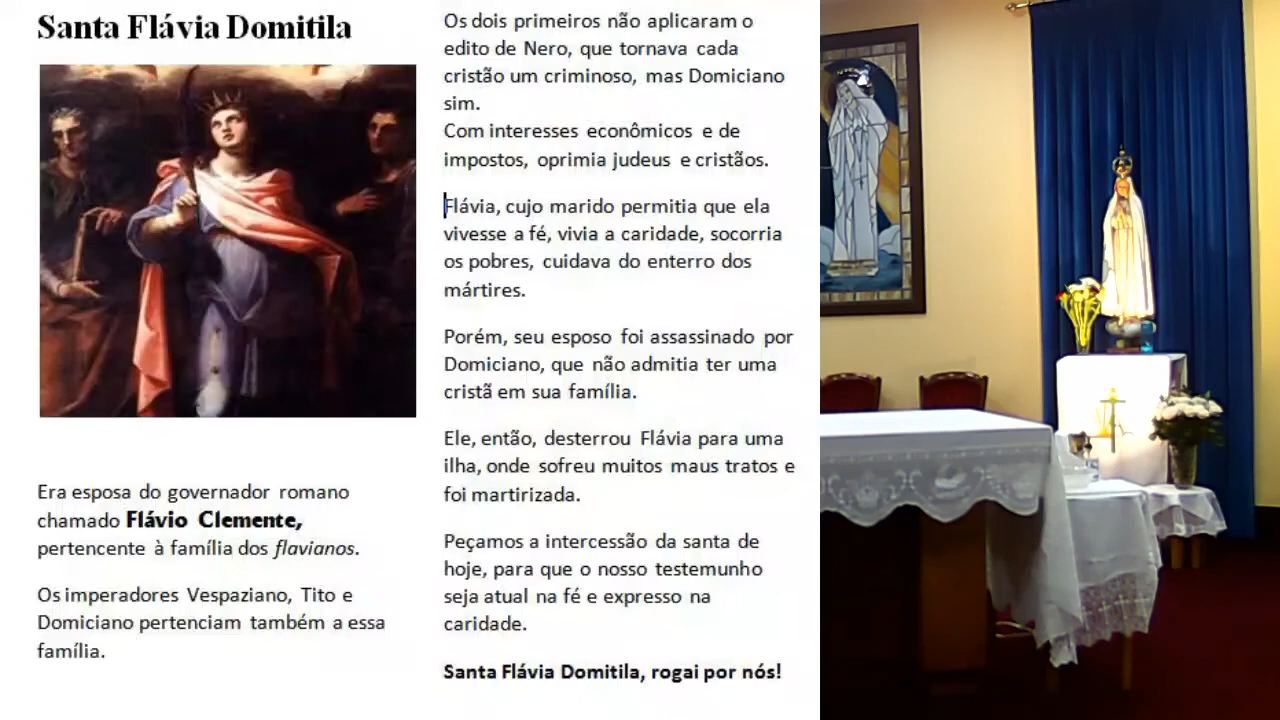 Santa Flávia Domitila
Era esposa do governador romano
chamado Flávio Clemente,
pertencente à família dos flavianos.
Os imperadores Vespaziano, Tito e
Domiciano pertenciam também a essa
família.
Os dois primeiros não aplicaram o
edito de Nero, que tornava cada
cristão um criminoso, mas Domiciano
sim.
Com interesses econômicos e de
impostos, oprimia judeus e cristãos.
Flávia, cujo marido permitia que ela
vivesse a fé, vivia a caridade, socorria
os pobres, cuidava do enterro dos
mártires.
Porém, seu esposo foi assassinado por
Domiciano, que não admitia ter uma
cristã em sua família.
Ele, então, desterrou Flávia para uma
ilha, onde sofreu muitos maus tratos e
foi martirizada.
Peçamos a intercessão da santa de
hoje, para que o nosso testemunho
seja atual na fé e expresso na
caridade.
Santa Flávia Domitila, rogai por nós!